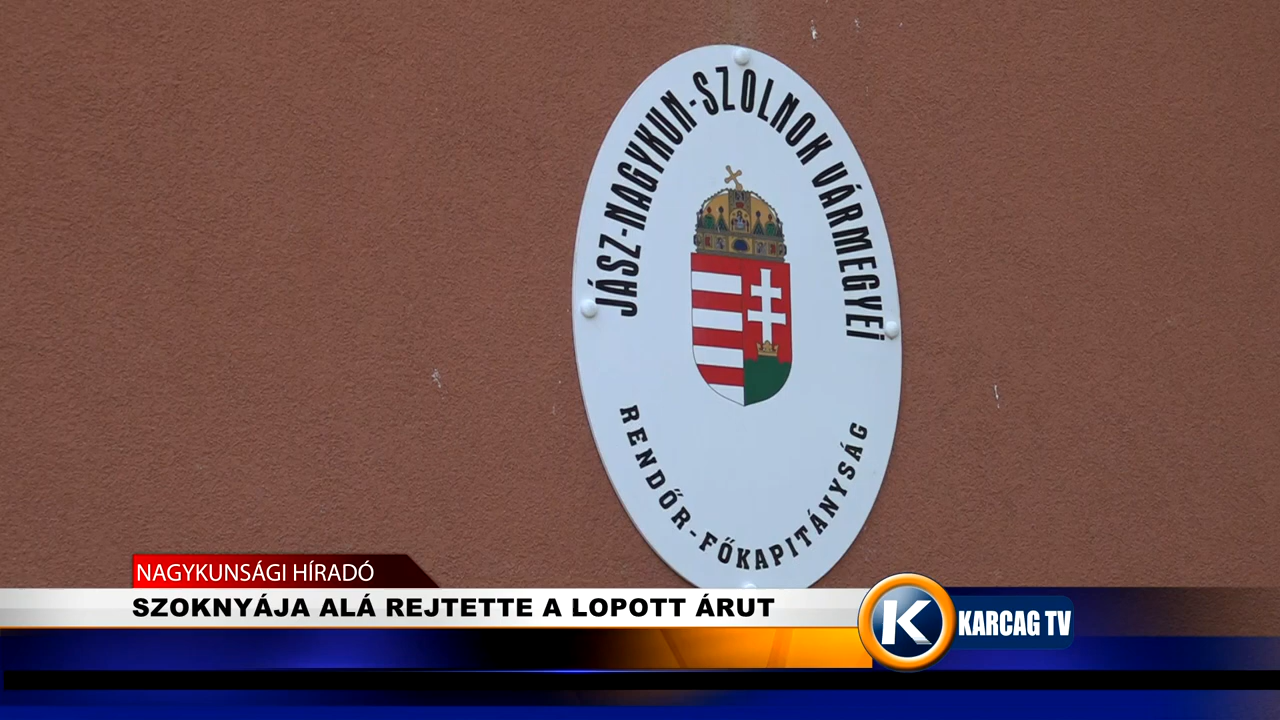 JÁSZ-NAGYKUN-SZOLNOK VÁRMEGYEI
RENDŐR-FŐKAPITÁNYSÁG
NAGYKUNSÁGI HÍRADÓ
SZOKNYÁJA ALÁ REJTETTE A LOPOTT ÁRUT
K KARCAG TV